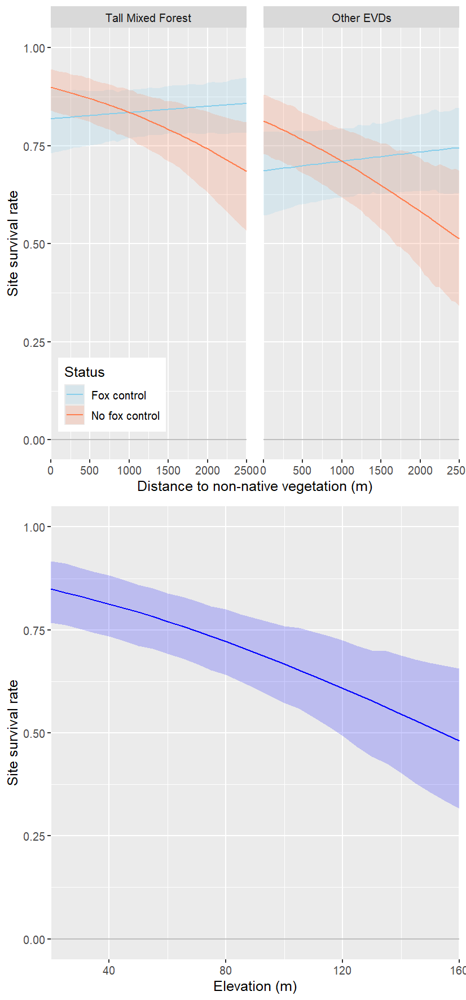 Tall Mixed Forest
Other EVDs
1.00
0.75
0.50
0.25
0.00
Site survival rate
Status
Fox control
No fox control
0 500 1000 1500 2000 2500
0 500 1000 1500 2000 250
Distance to non-native vegetation (m)
1.00
0.75
0.50
0.25
0.00
Site survival rate
40 80 120 160
Elevation (m)